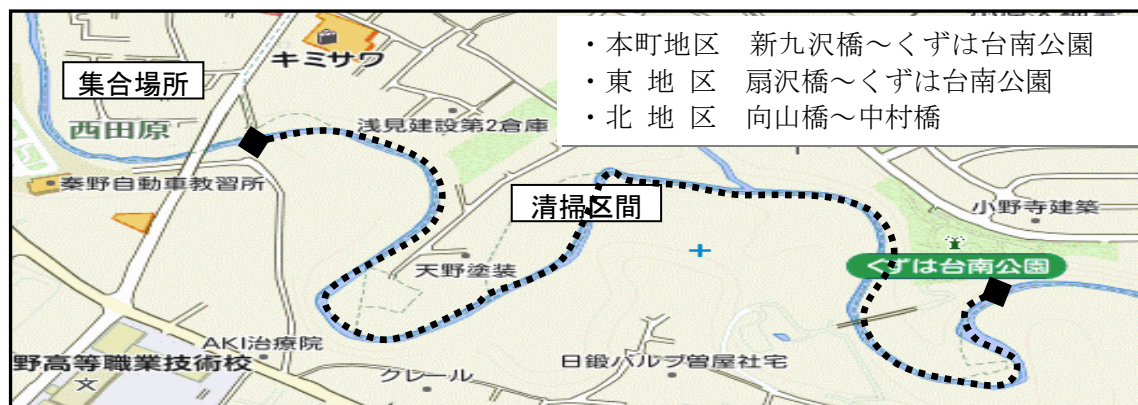 ・本町地区　新九沢橋～くずは台南公園
・東 地 区　扇沢橋～くずは台南公園
・北 地 区　向山橋～中村橋
キミサワ
集合場所
西田原
浅見建設第2倉庫
秦野自動車教習所
清掃区間
小野寺建築
天野塗装
くずは台南公園
AKI治療院
野高等職業技術校
クレール
日鍛バルブ曽屋社宅